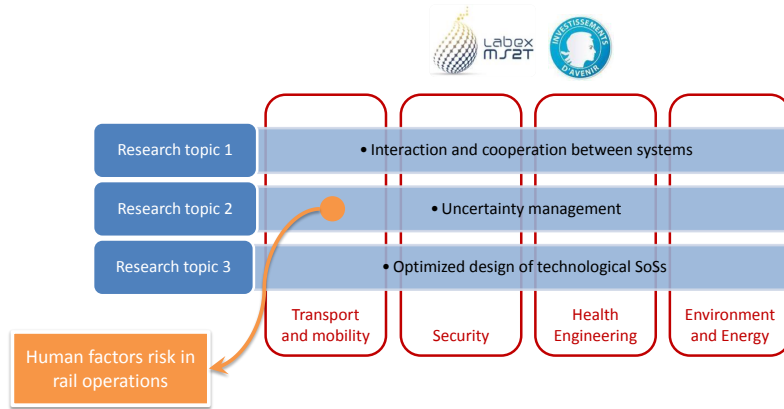 Labex
MS2T
INVESTISSEMENTS
D'AVENIR
Research topic 1
• Interaction and cooperation between systems
Research topic 2
• Uncertainty management
Research topic 3
• Optimized design of technological SoSs
Transport
and mobility
Security
Health
Engineering
Environment
and Energy
Human factors risk in
rail operations